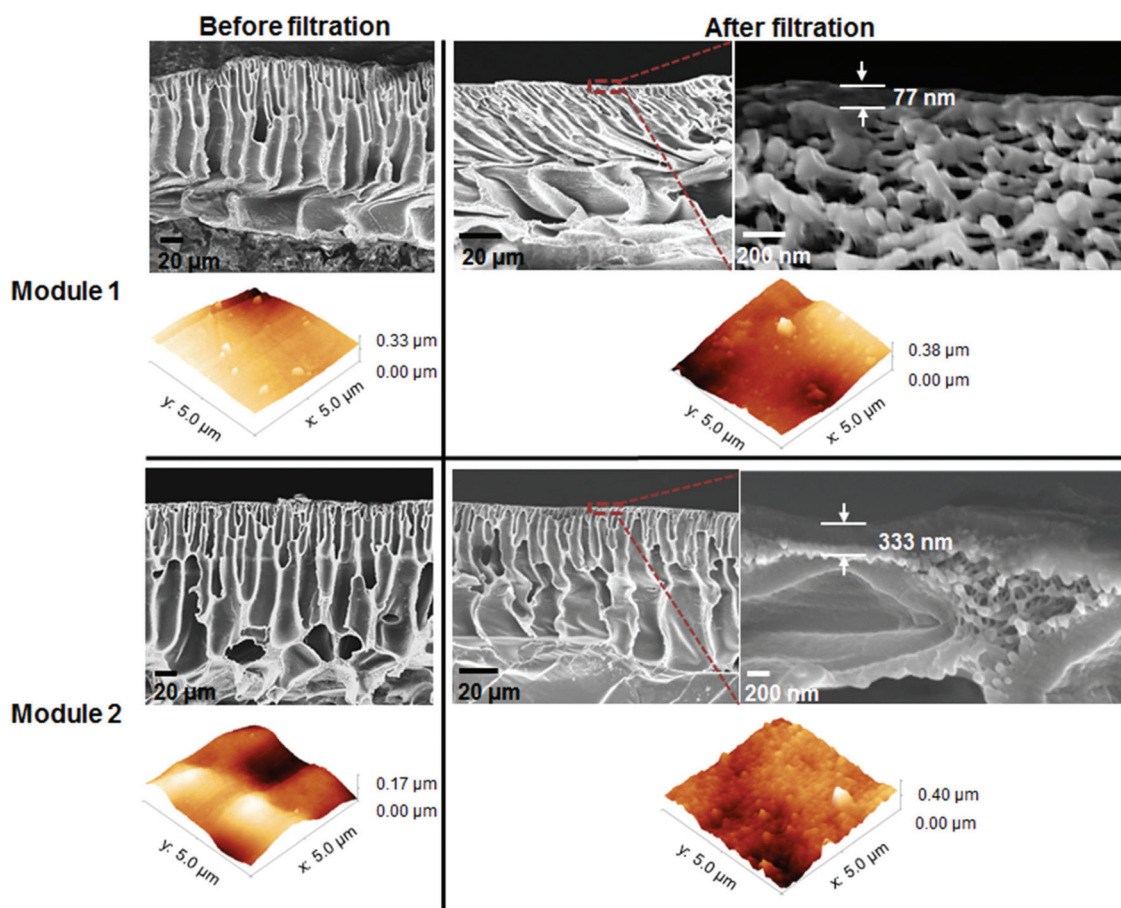 Before filtration
After filtration
77 nm
20 µm
20 µm
200 nm
Module 1
0.33 µm
0.00 µm
y: 5.0 µm
x: 5.0 µm
0.38 µm
0.00 µm
y: 5.0 µm
x: 5.0 µm
333 nm
20 µm
20 µm
200 nm
Module 2
0.17 µm
0.00 µm
y: 5.0 µm
x: 5.0 µm
0.40 µm
0.00 µm
y: 5.0 µm
x: 5.0 µm